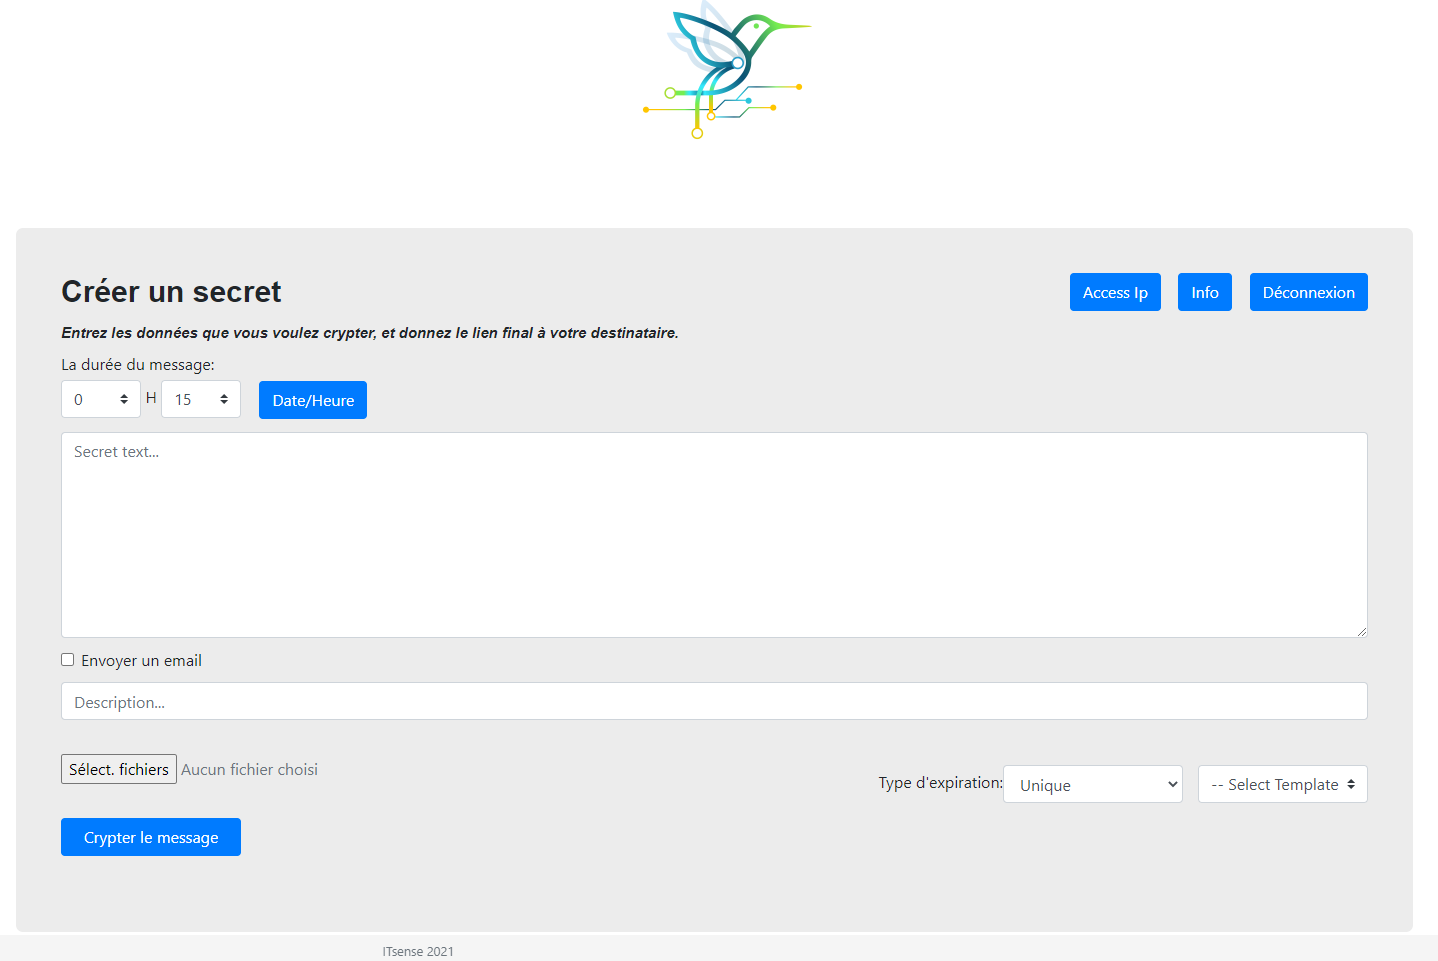 Créer un secret
Access Ip
Info
Déconnexion
Entrez les données que vous voulez crypter, et donnez le lien final à votre destinataire.
La durée du message:
0 H 15 Date/Heure
Secret text...
Envoyer un email
Description...
Sélect. fichiers Aucun fichier choisi
Type d'expiration: Unique -- Select Template
Crypter le message
ITsense 2021